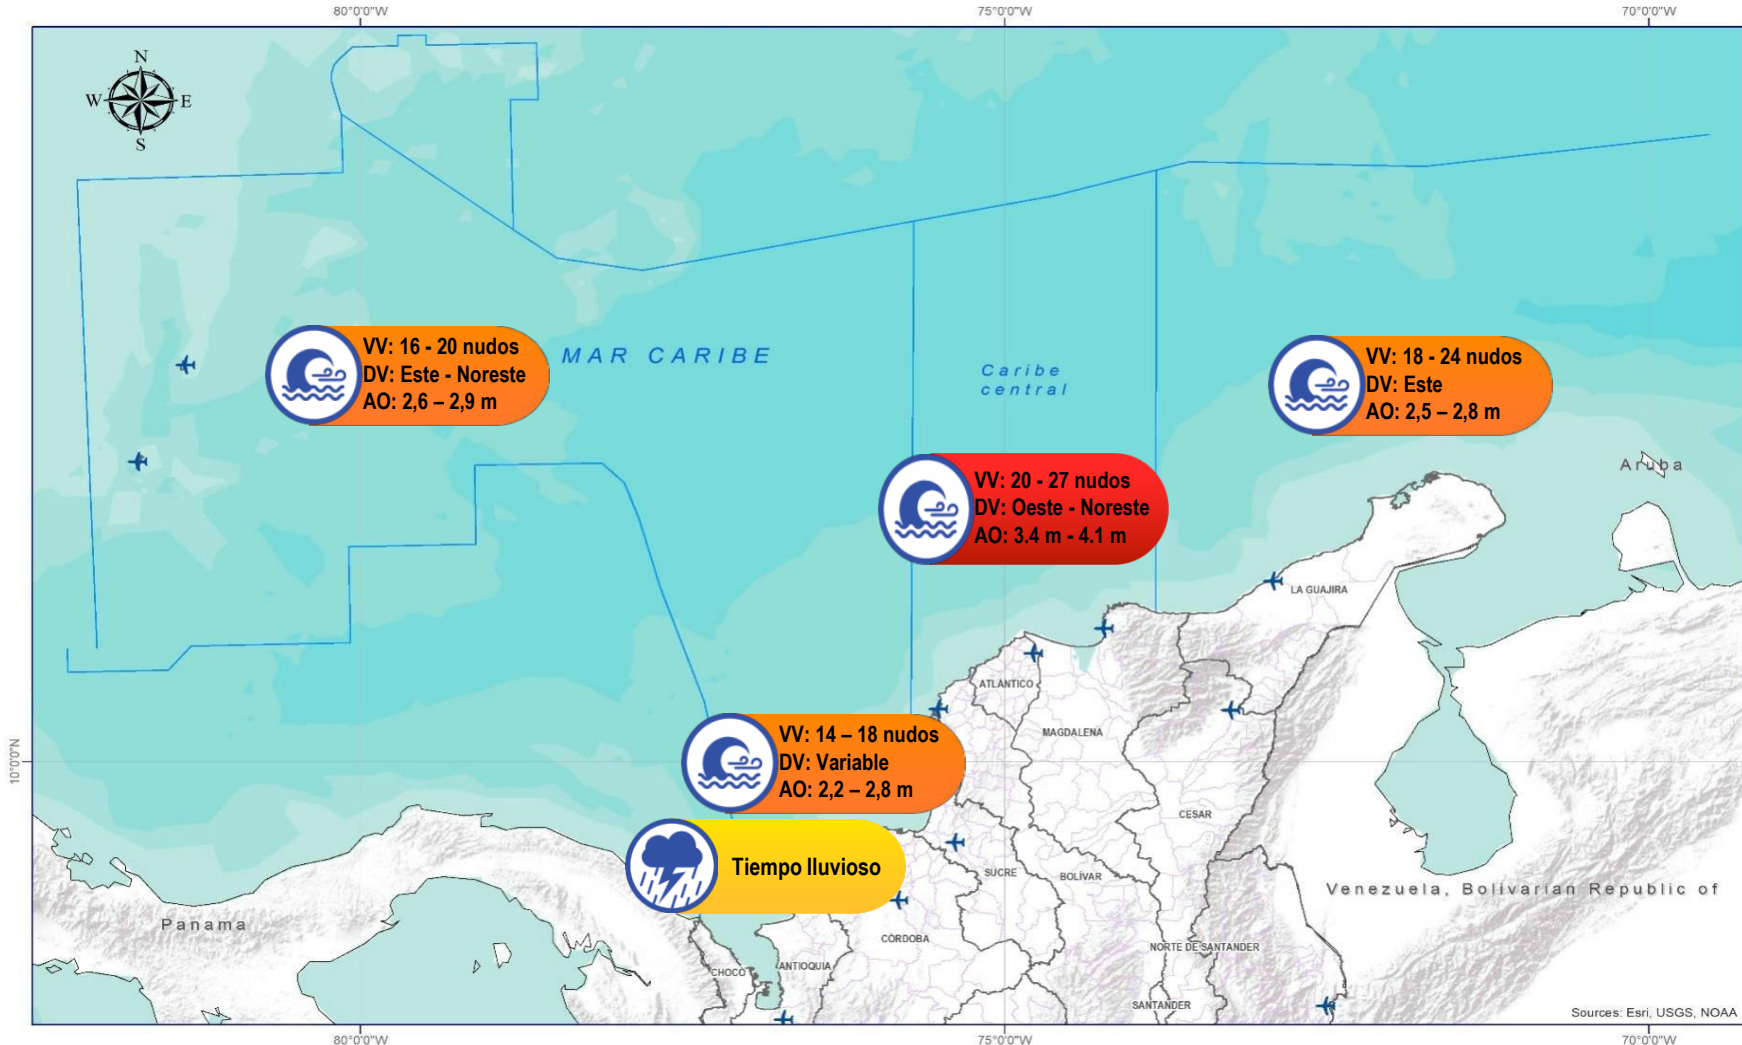 80°0'0"W
75°0'0"W
70°0'0"W
N
W
E
S
VV: 16 - 20 nudos
DV: Este - Noreste
AO: 2,6 – 2,9 m
MAR CARIBE
Caribe
central
VV: 18 - 24 nudos
DV: Este
AO: 2,5 – 2,8 m
Aruba
VV: 20 - 27 nudos
DV: Oeste - Noreste
AO: 3.4 m - 4.1 m
LA GUAJIRA
ATLÁNTICO
MAGDALENA
10°0'0"N
VV: 14 – 18 nudos
DV: Variable
AO: 2,2 – 2,8 m
CESAR
Tiempo lluvioso
SUCRE
BOLÍVAR
Venezuela, Bolivarian Republic of
Panama
CÓRDOBA
NORTE DE SANTANDER
CHOCÓ
ANTIOQUIA
SANTANDER
Sources: Esri, USGS, NOAA
80°0'0"W
75°0'0"W
70°0'0"W